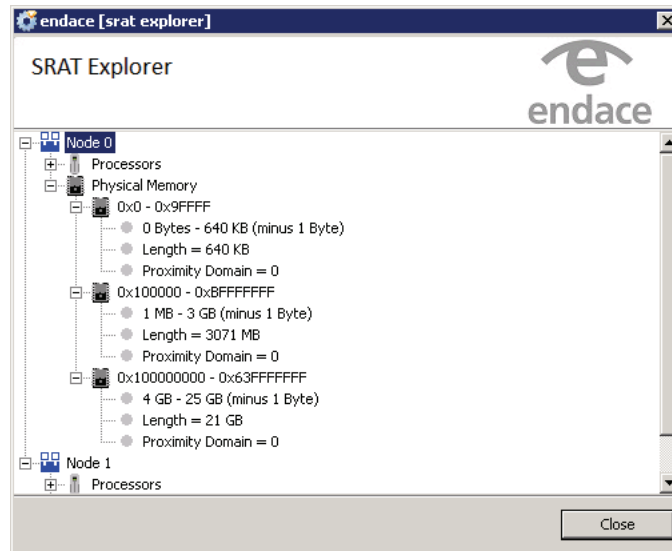 endace [srat explorer]
SRAT Explorer
endace
Node 0
Processors
Physical Memory
0x0 - 0x9FFFF
0 Bytes - 640 KB (minus 1 Byte)
Length = 640 KB
Proximity Domain = 0
0x100000 - 0xBFFFFFFF
1 MB - 3 GB (minus 1 Byte)
Length = 3071 MB
Proximity Domain = 0
0x100000000 - 0x63FFFFFFF
4 GB - 25 GB (minus 1 Byte)
Length = 21 GB
Proximity Domain = 0
Node 1
Processors
Close